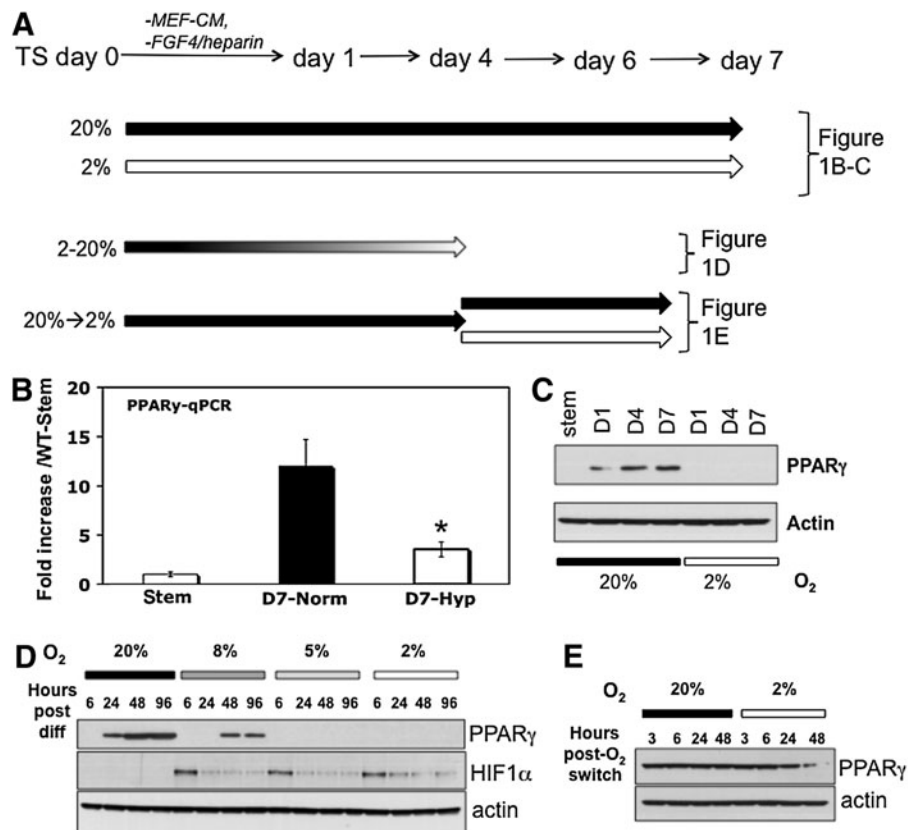 A
-MEF-CM,
-FGF4/heparin
TS day 0 day 1 day 4 day 6 day 7
20%
2%
Figure
1B-C
2-20%
Figure
1D
20%→2%
Figure
1E
B
PPARγ-qPCR
Fold increase /WT-Stem
20
15
10
5
0
*
Stem D7-Norm D7-Hyp
C
stem D1 D4 D7 D1 D4 D7
PPARγ
Actin
20% 2% O2
D
O2 20% 8% 5% 2%
Hours
post
diff
6 24 48 96 6 24 48 96 6 24 48 96 6 24 48 96
PPARγ
HIF1α
actin
E
O2 20% 2%
Hours
post-O2
switch
3 6 24 48 3 6 24 48
PPARγ
actin